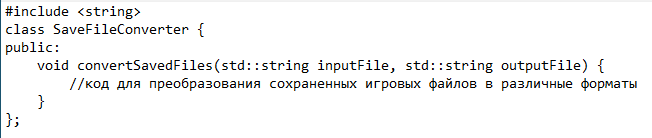 #include <string>
class SaveFileConverter {
public:
    void convertSavedFiles(std::string inputFile, std::string outputFile) {
        //код для преобразования сохраненных игровых файлов в различные форматы
    }
};